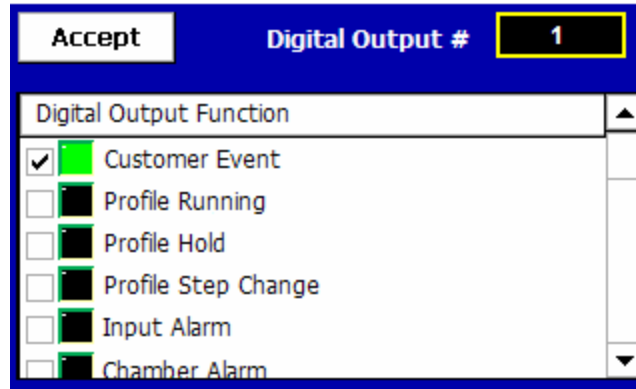 Accept Digital Output # 1
Digital Output Function
Customer Event
Profile Running
Profile Hold
Profile Step Change
Input Alarm
Chamber Alarm